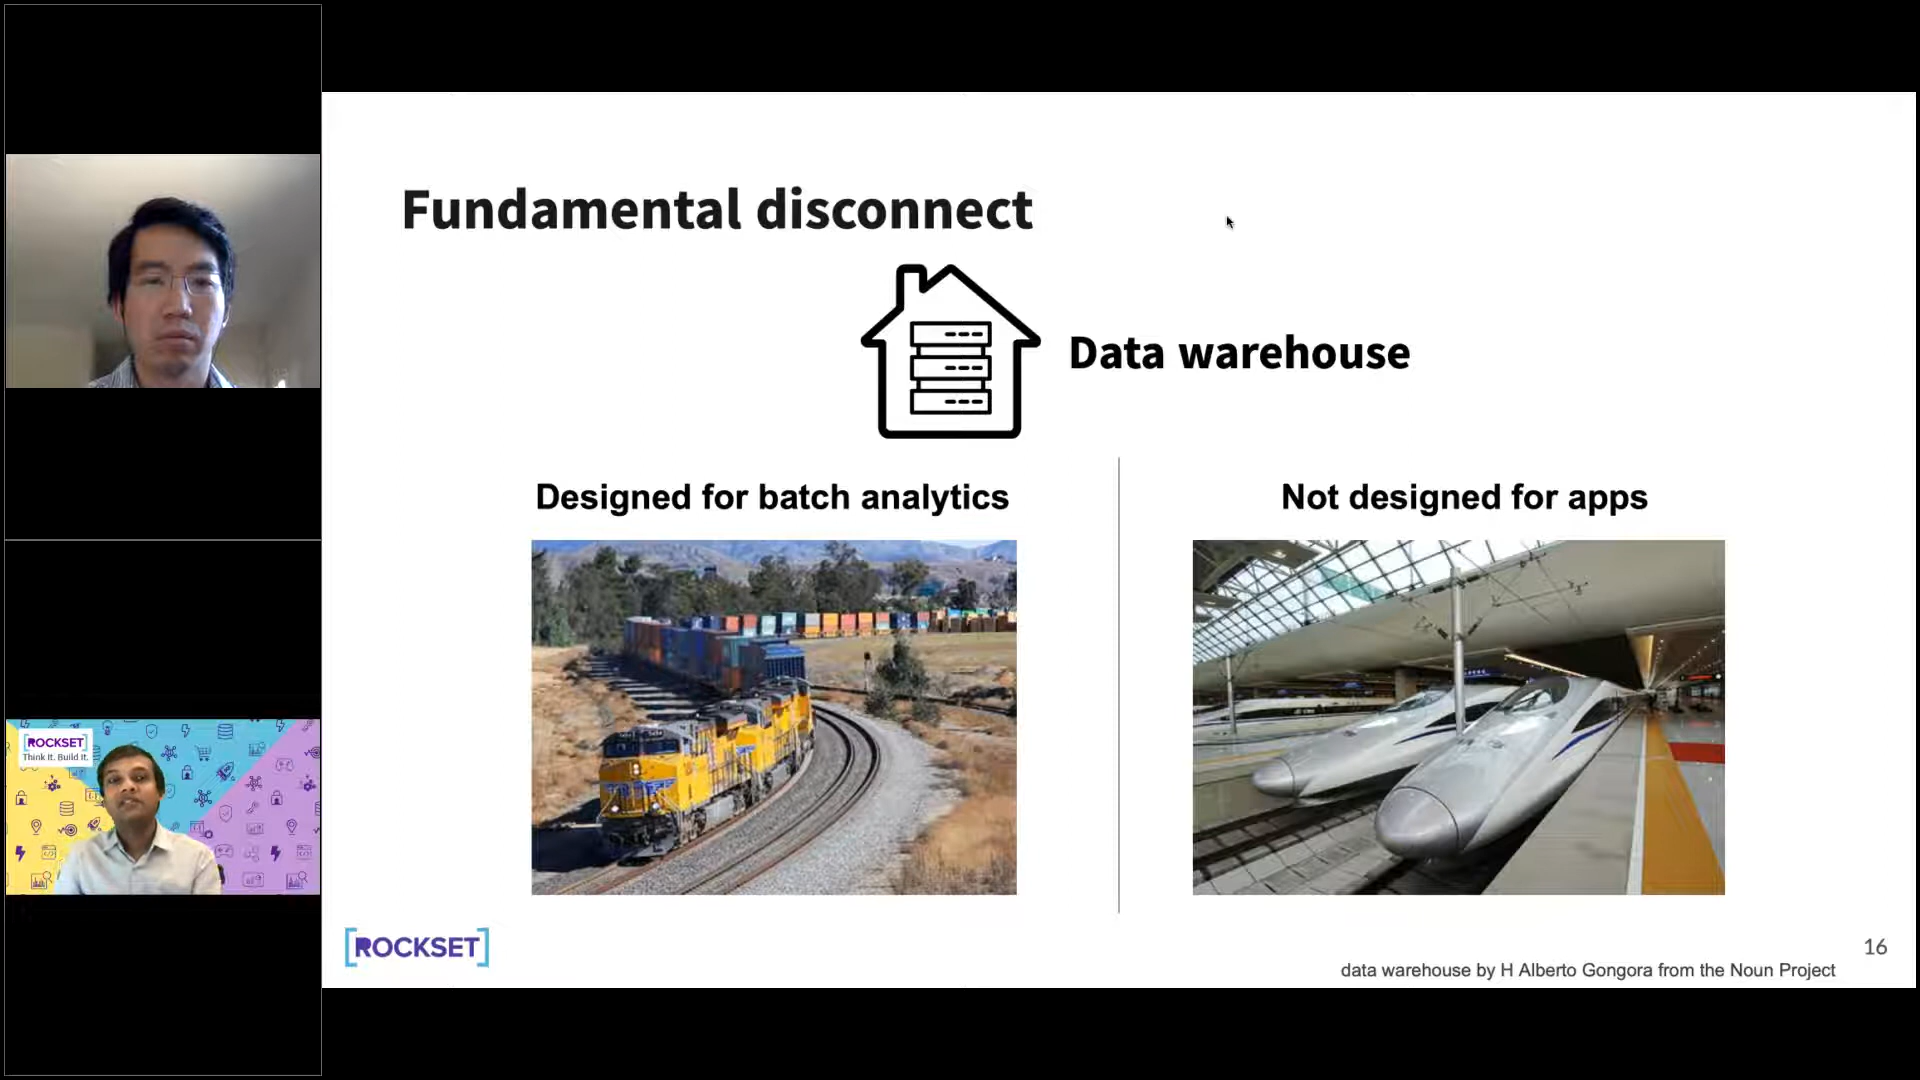 Fundamental disconnect
Data warehouse
Designed for batch analytics
Not designed for apps
[ROCKSET]
Think It. Build It.
[ROCKSET]
16
data warehouse by H Alberto Gongora from the Noun Project